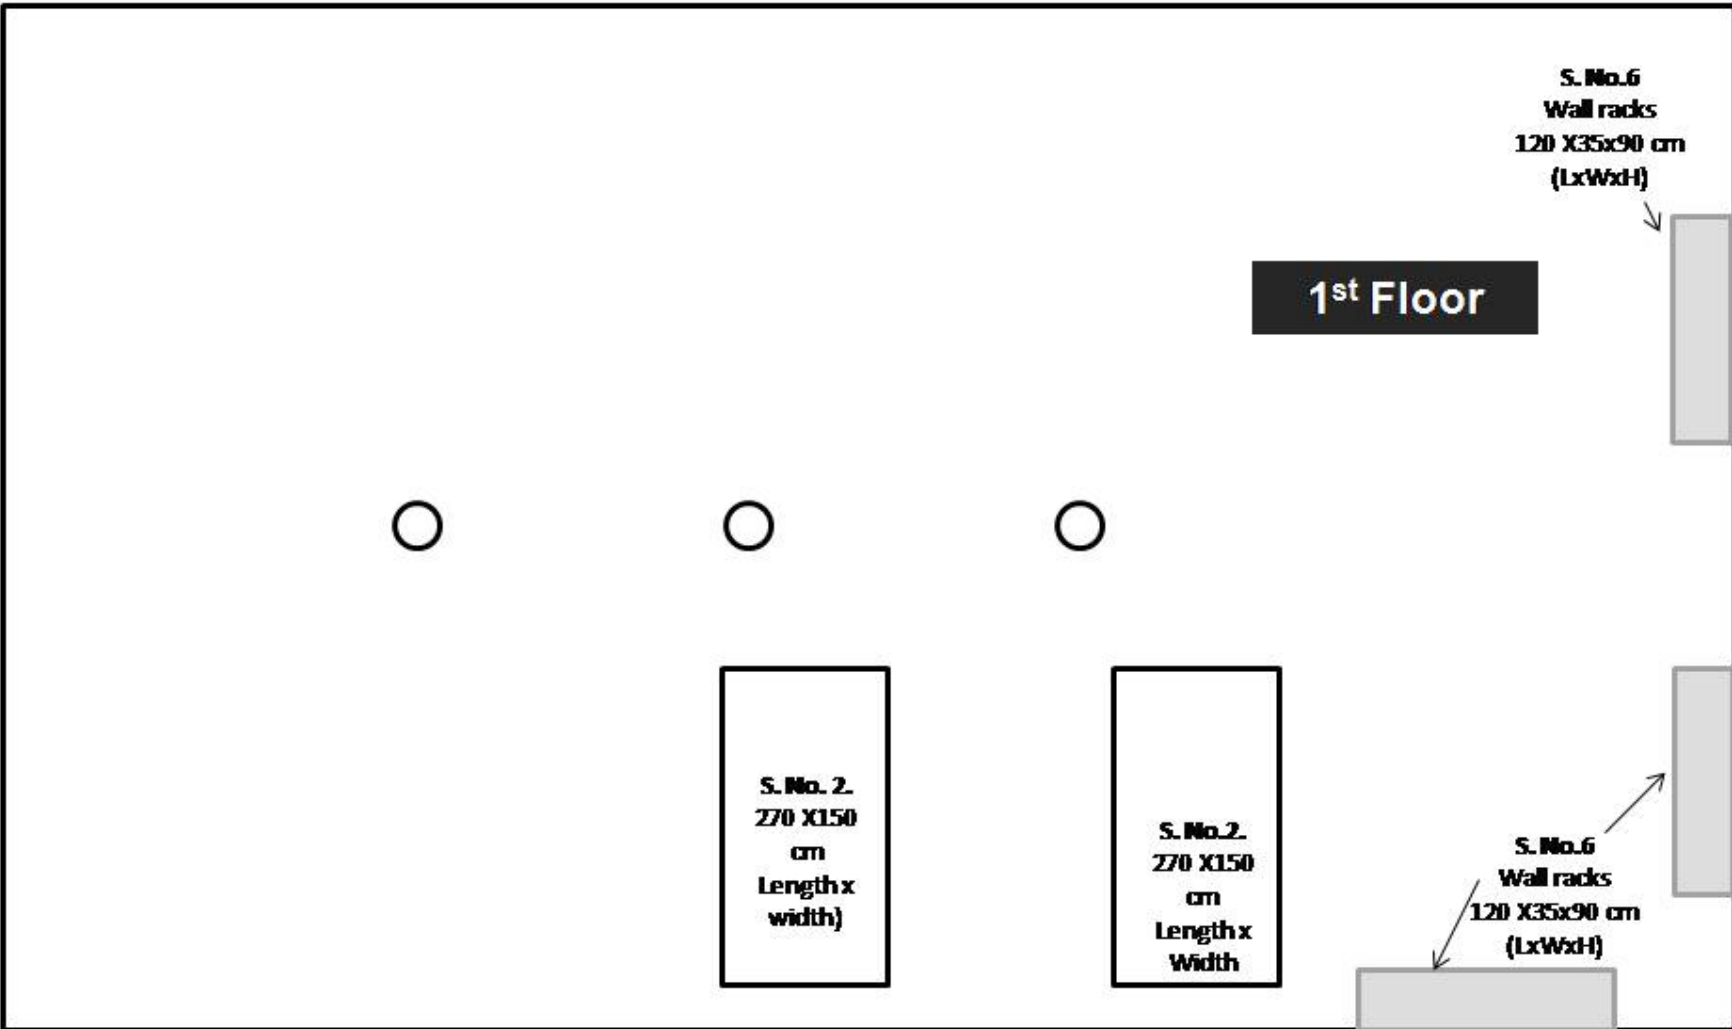 S. No.6
Wall racks
120 X35x90 cm
(LxWxH)
1st Floor
S. No. 2.
270 X150
cm
Length x
width)
S. No.2.
270 X150
cm
Length x
Width
S. No.6
Wall racks
120 X35x90 cm
(LxWxH)